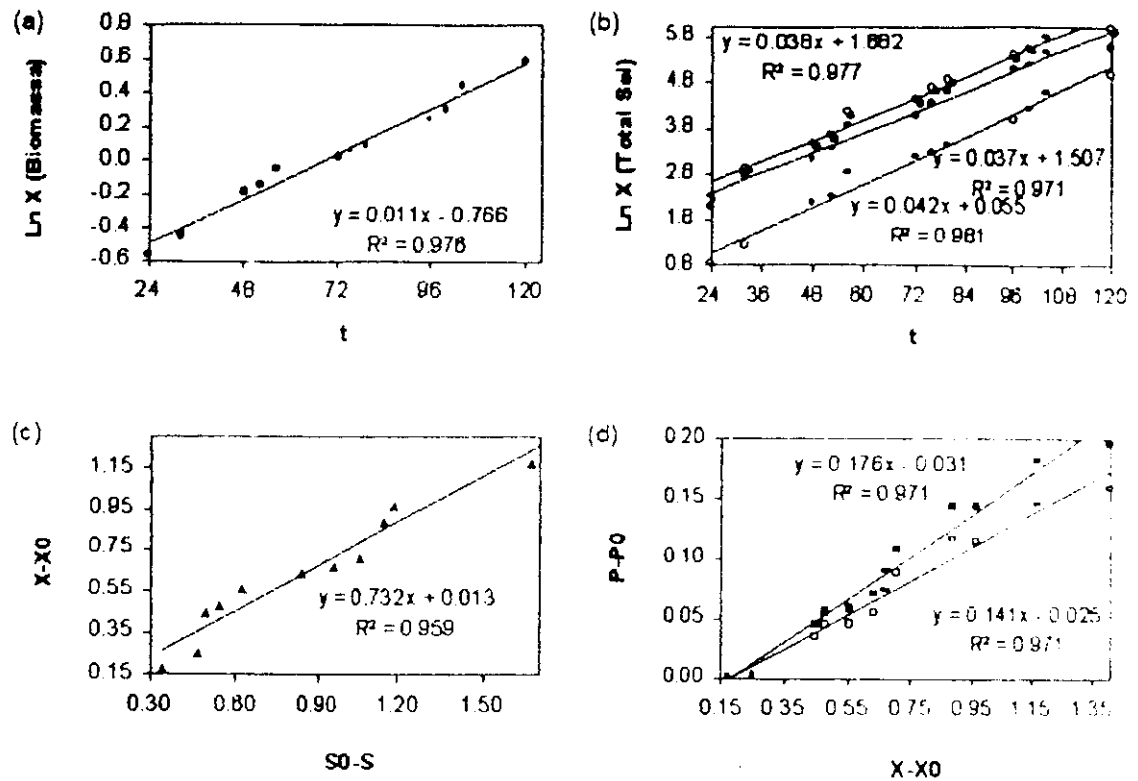 (a)
0.8
0.6
0.4
0.2
0.0
-0.2
-0.4
-0.6
Ln X (Biomassa)
y = 0.011x - 0.766
R² = 0.976
24 48 72 96 120
t
(b)
5.8
4.8
3.8
2.8
1.8
0.8
Ln X (Total Sel)
y = 0.038x +
R² = 0.977
y = 0.037x + 1.507
R² = 0.971
y = 0.042x + 0.055
R² = 0.981
24 36 48 60 72 84 96 108 120
t
(c)
1.15
0.95
0.75
0.55
0.35
0.15
X-X0
y = 0.732x + 0.013
R² = 0.959
0.30 0.60 0.90 1.20 1.50
S0-S
(d)
0.20
0.15
0.10
0.05
0.00
P-P0
y = 0.176x - 0.031
R² = 0.971
y = 0.141x - 0.025
R² = 0.971
0.15 0.35 0.55 0.75 0.95 1.15 1.35
X-X0